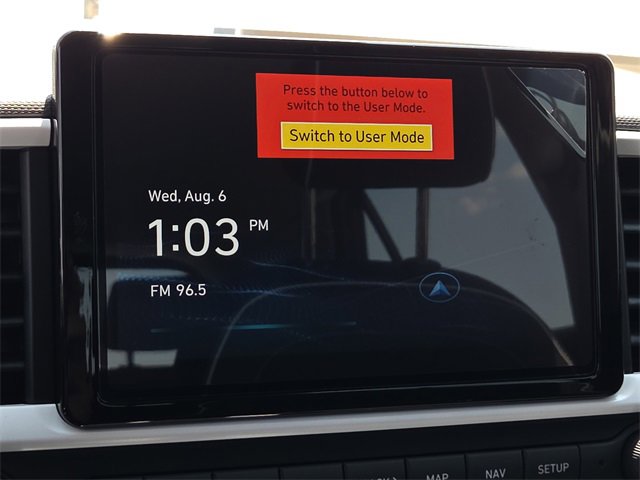 Press the button below to
switch to the User Mode.
Switch to User Mode
Wed, Aug. 6
1:03 PM
FM 96.5
MAP
NAV
SETUP